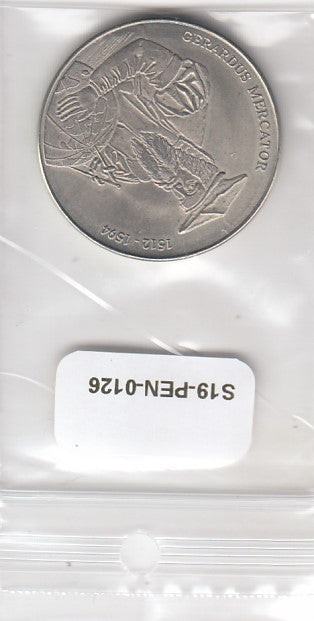 GERARDUS MERCATOR
1512 - 1594
S19-PEN-0126